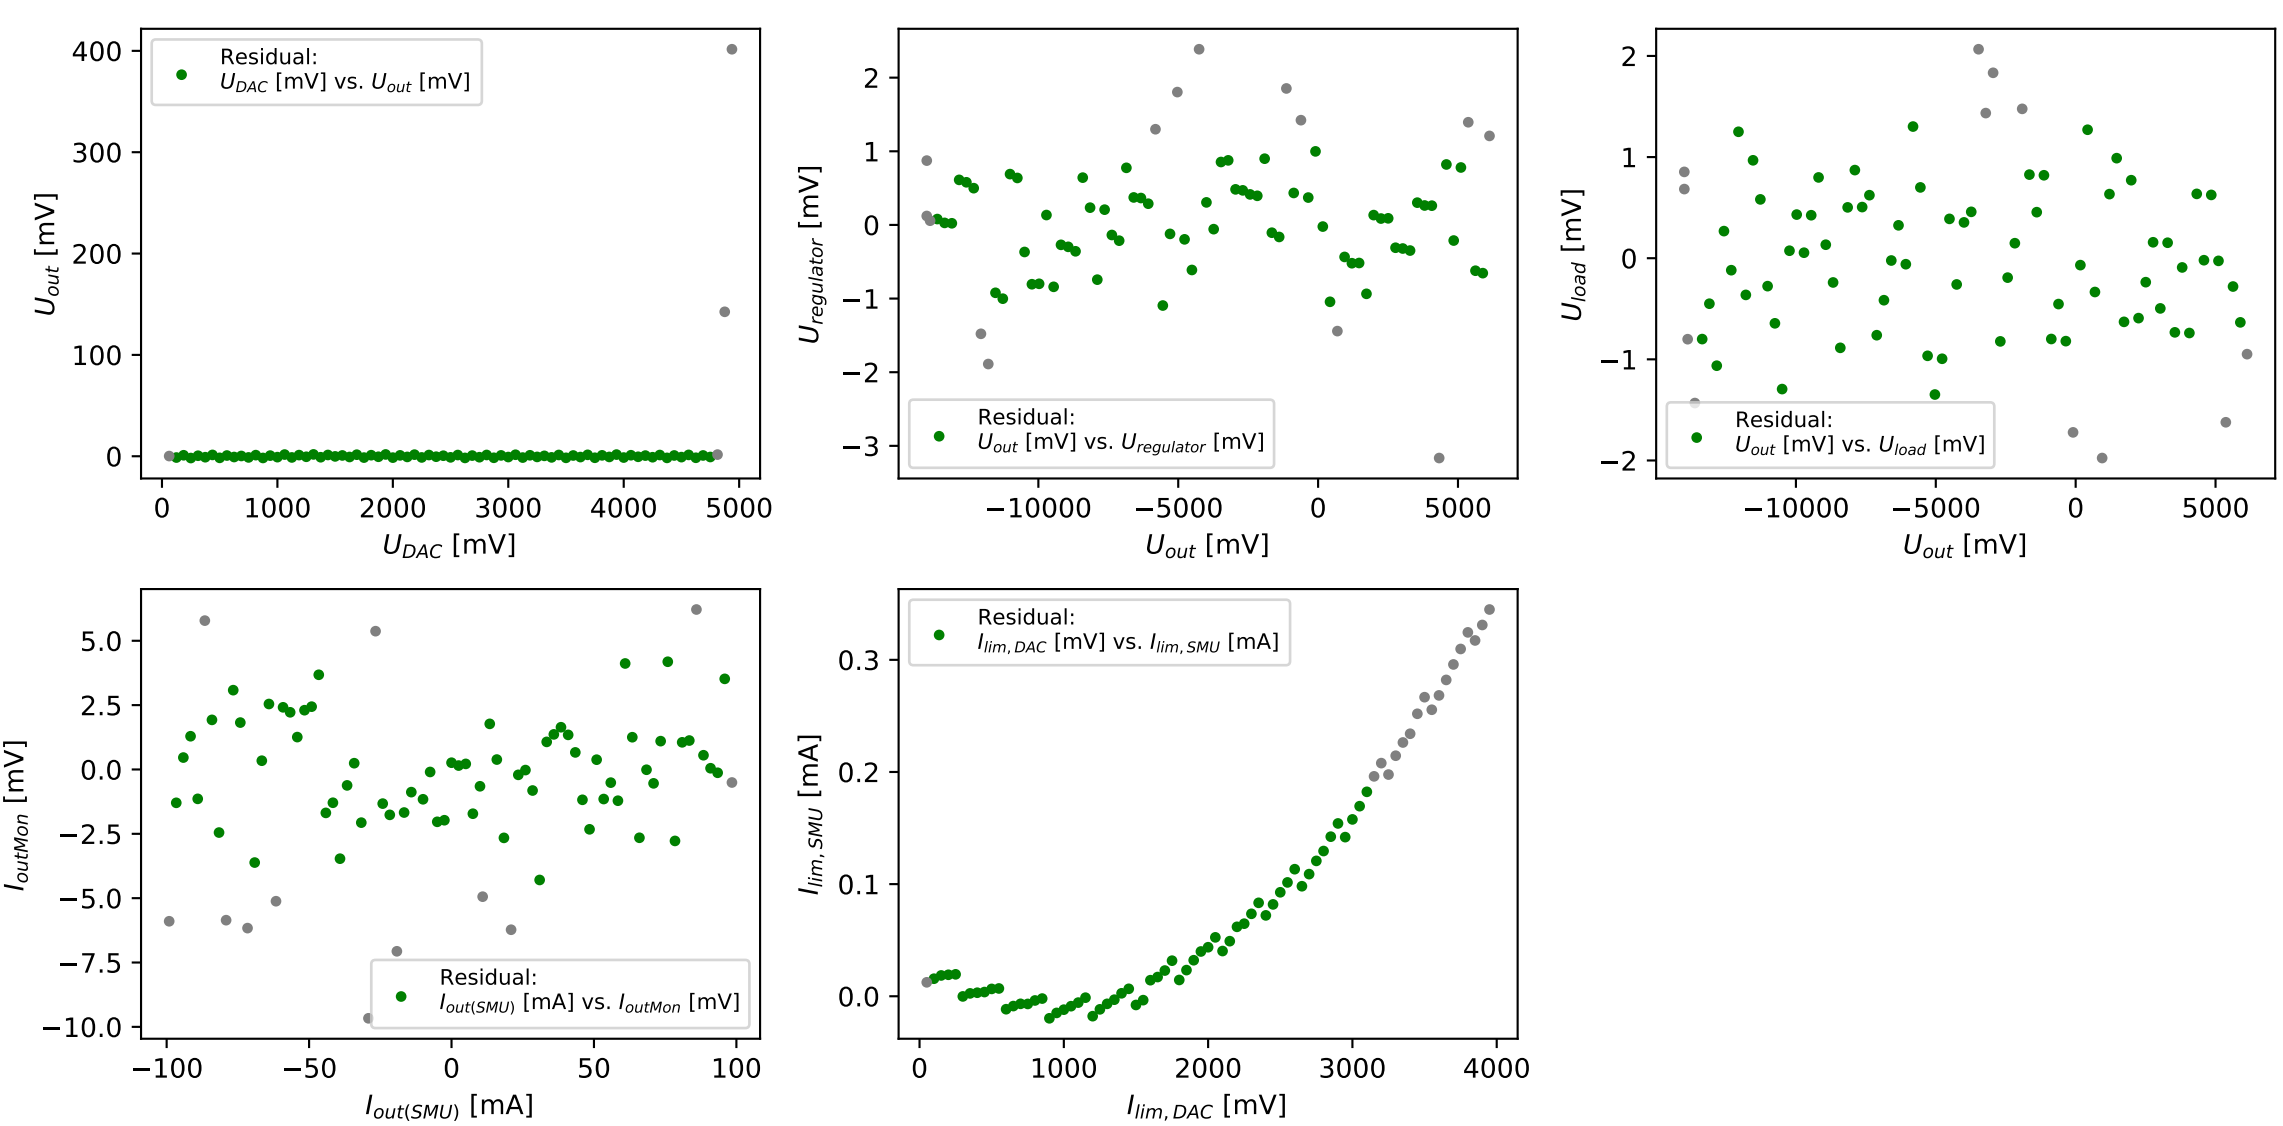 400
300
200
100
0
0 1000 2000 3000 4000 5000
U_out [mV]
U_DAC [mV]
Residual:
U_DAC [mV] vs. U_out [mV]
2
1
0
−1
−2
−3
−10000 −5000 0 5000
U_regulator [mV]
U_out [mV]
Residual:
U_out [mV] vs. U_regulator [mV]
2
1
0
−1
−2
−10000 −5000 0 5000
U_load [mV]
U_out [mV]
Residual:
U_out [mV] vs. U_load [mV]
5.0
2.5
0.0
−2.5
−5.0
−7.5
−10.0
−100 −50 0 50 100
I_outMon [mV]
I_out(SMU) [mA]
Residual:
I_out(SMU) [mA] vs. I_outMon [mV]
0.3
0.2
0.1
0.0
0 1000 2000 3000 4000
I_lim,SMU [mA]
I_lim,DAC [mV]
Residual:
I_lim,DAC [mV] vs. I_lim,SMU [mA]